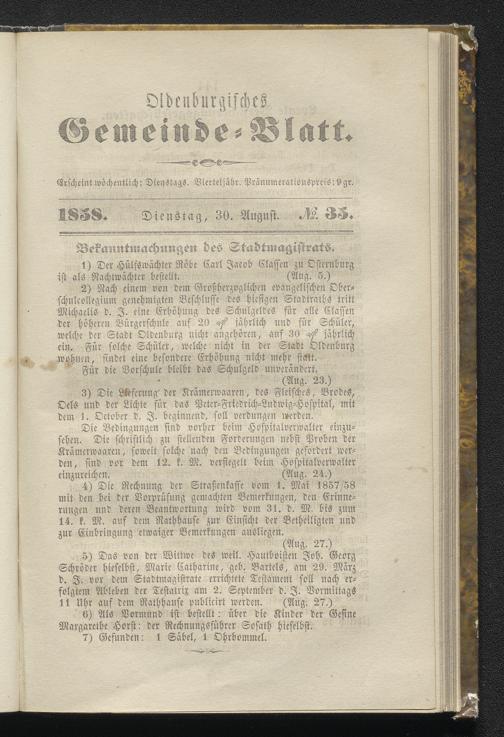 Oldenburgisches
Gemeinde-Blatt.
Erscheint wöchentlich: Dienstags. Vierteljähr. Pränumerationspreis: 9 gr.
1858. Dienstag, 30. August. №. 35.
Bekanntmachungen des Stadtmagistrats.
1) Der Hülfswächter Röbe Carl Jacob Classen zu Osternburg
ist als Nachtwächter bestellt. (Aug. 5.)
2) Nach einem von dem Großherzoglichen evangelischen Ober-
schulcollegium genehmigten Beschlusse des hiesigen Stadtraths tritt
Michaelis d. J. eine Erhöhung des Schulgeldes für alle Classen
der höheren Bürgerschule auf 20 ₰ jährlich und für Schüler,
welche der Stadt Oldenburg nicht angehören, auf 30 ₰ jährlich
ein. Für solche Schüler, welche nicht in der Stadt Oldenburg
wohnen, findet eine besondere Erhöhung nicht mehr statt.
Für die Vorschule bleibt das Schulgeld unverändert.
(Aug. 23.)
3) Die Lieferung der Krämerwaaren, des Fleisches, Brodes,
Oels und der Lichte für das Peter-Friedrich-Ludwig-Hospital, mit
dem 1. October d. J. beginnend, soll verdungen werden.
Die Bedingungen sind vorher beim Hospitalverwalter einzu-
sehen. Die schriftlich zu stellenden Forderungen nebst Proben der
Krämerwaaren, soweit solche nach den Bedingungen gefordert wer-
den, sind vor dem 12. k. M. versiegelt beim Hospitalverwalter
einzureichen. (Aug. 24.)
4) Die Rechnung der Straßenkasse vom 1. Mai 1857/58
mit den bei der Vorprüfung gemachten Bemerkungen, den Erinne-
rungen und deren Beantwortung wird vom 31. d. M. bis zum
14. k. M. auf dem Rathhause zur Einsicht der Betheiligten und
zur Einbringung etwaiger Bemerkungen ausliegen.
(Aug. 27.)
5) Das von der Wittwe des weil. Hautboisten Joh. Georg
Schröder hieselbst, Marie Catharine, geb. Bartels, am 29. März
d. J. vor dem Stadtmagistrate errichtete Testament soll nach er-
folgtem Ableben der Testatrix am 2. September d. J. Vormittags
11 Uhr auf dem Rathhause publicirt werden. (Aug. 27.)
6) Als Vormund ist bestellt: über die Kinder der Gesine
Margarethe Horst: der Rechnungsführer Sosath hieselbst.
7) Gefunden: 1 Säbel, 1 Ohrbommel.